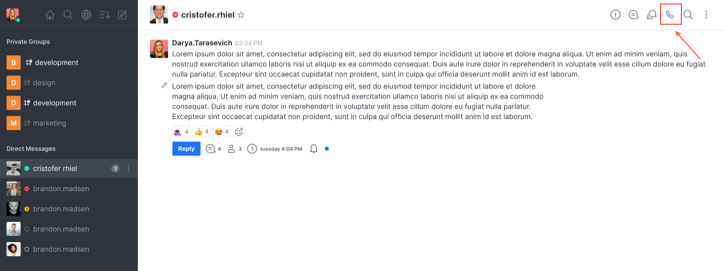 cristofer.rhiel
Private Groups
B development
D design
D development
M marketing
Direct Messages
cristofer rhiel 1
brandon.madsen
brandon.madsen
brandon.madsen
brandon.madsen
Darya.Tarasevich 03:34 PM
Lorem ipsum dolor sit amet, consectetur adipiscing elit, sed do eiusmod tempor incididunt ut labore et dolore magna aliqua. Ut enim ad minim veniam, quis
nostrud exercitation ullamco laboris nisi ut aliquip ex ea commodo consequat. Duis aute irure dolor in reprehenderit in voluptate velit esse cillum dolore eu fugiat
nulla pariatur. Excepteur sint occaecat cupidatat non proident, sunt in culpa qui officia deserunt mollit anim id est laborum.
Lorem ipsum dolor sit amet, consectetur adipiscing elit, sed do eiusmod tempor incididunt ut labore et dolore
magna aliqua. Ut enim ad minim veniam, quis nostrud exercitation ullamco laboris nisi ut aliquip ex ea commodo
consequat. Duis aute irure dolor in reprehenderit in voluptate velit esse cillum dolore eu fugiat nulla pariatur.
Excepteur sint occaecat cupidatat non proident, sunt in culpa qui officia deserunt mollit anim id est laborum.
4 4 4
Reply 4 3 tuesday 4:04 PM